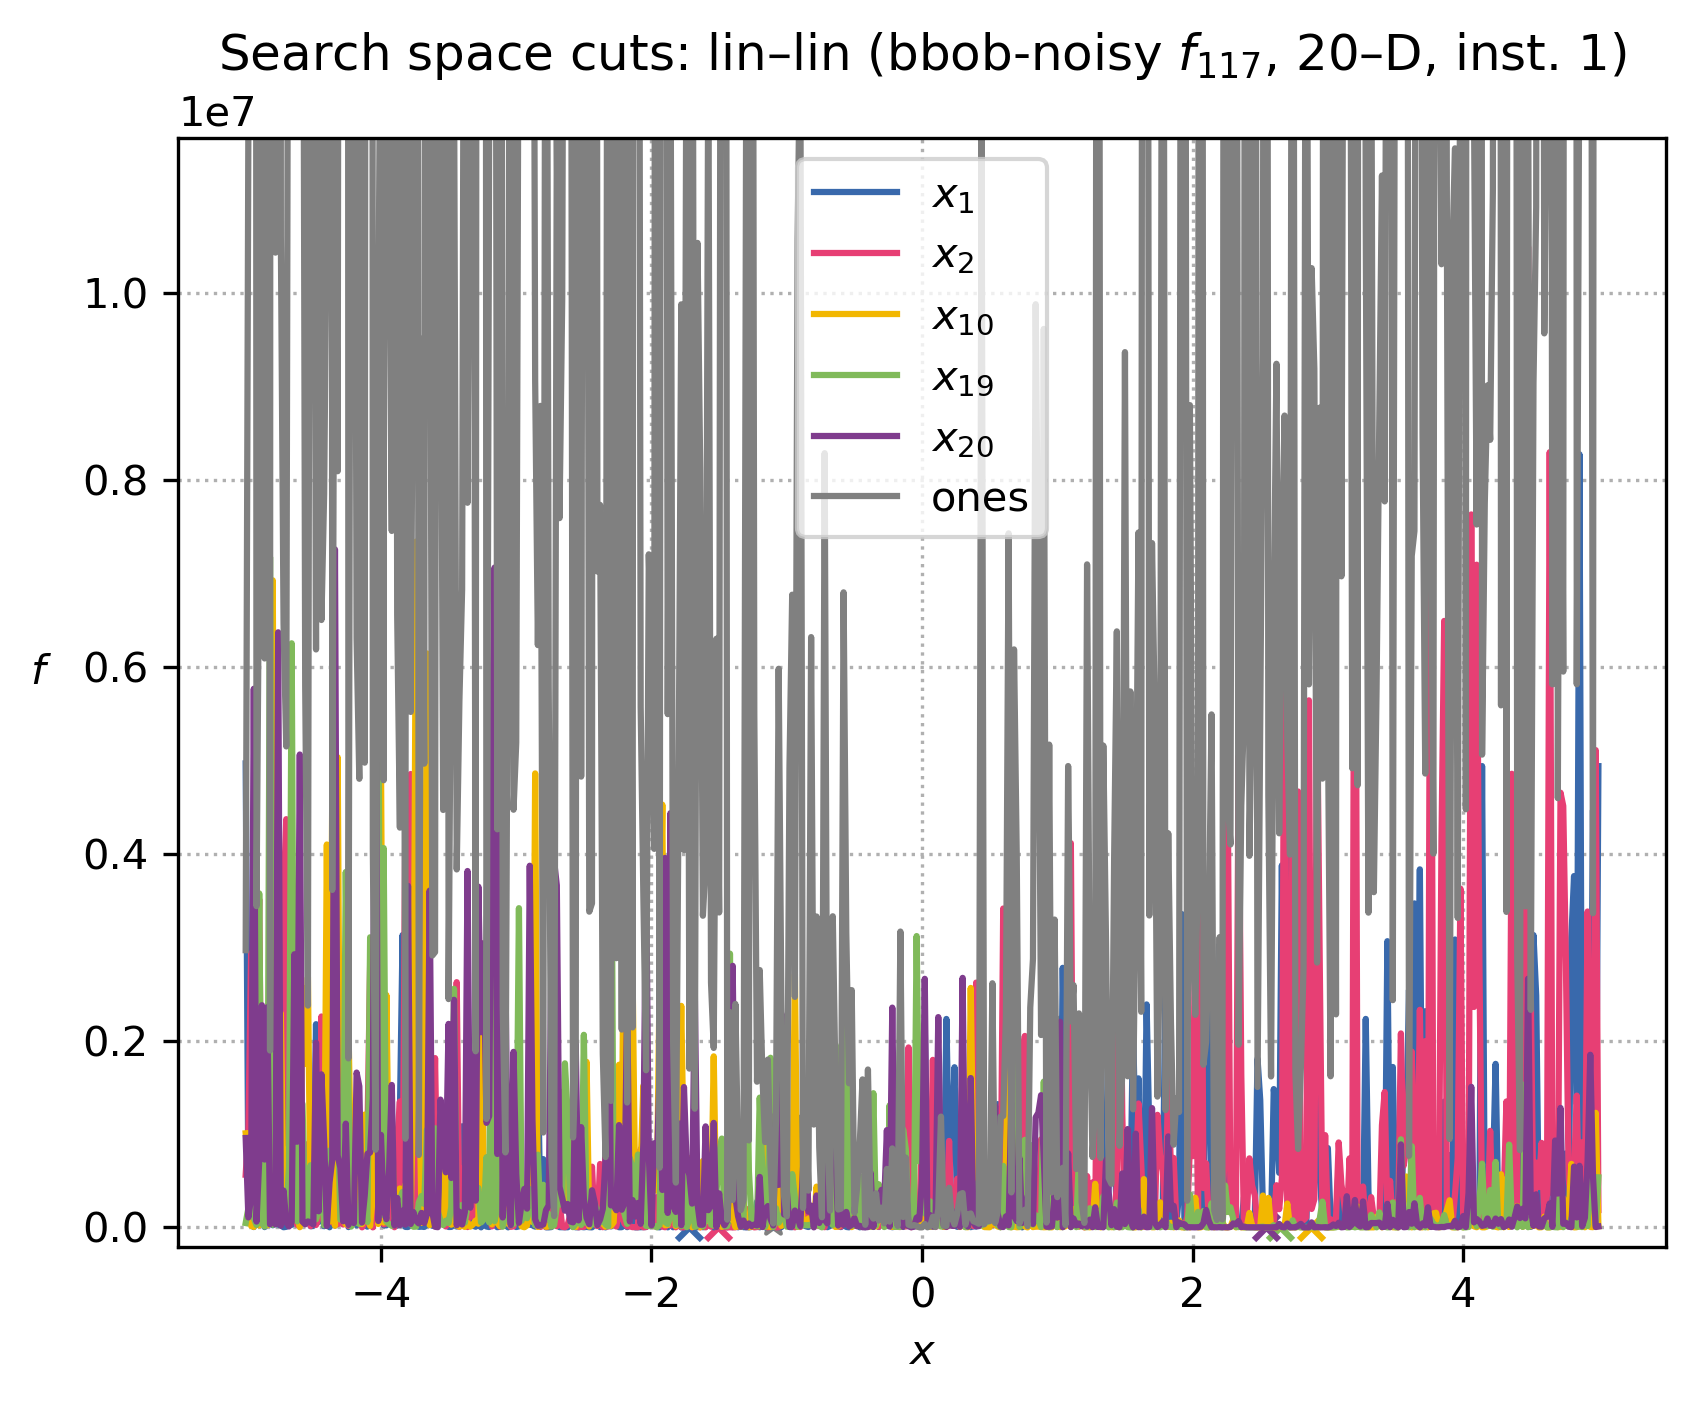 Search space cuts: lin–lin (bbob-noisy f₁₁₇, 20–D, inst. 1)
1e7
x₁
x₂
x₁₀
x₁₉
x₂₀
ones
1.0
0.8
0.6
0.4
0.2
0.0
f
−4 −2 0 2 4
x